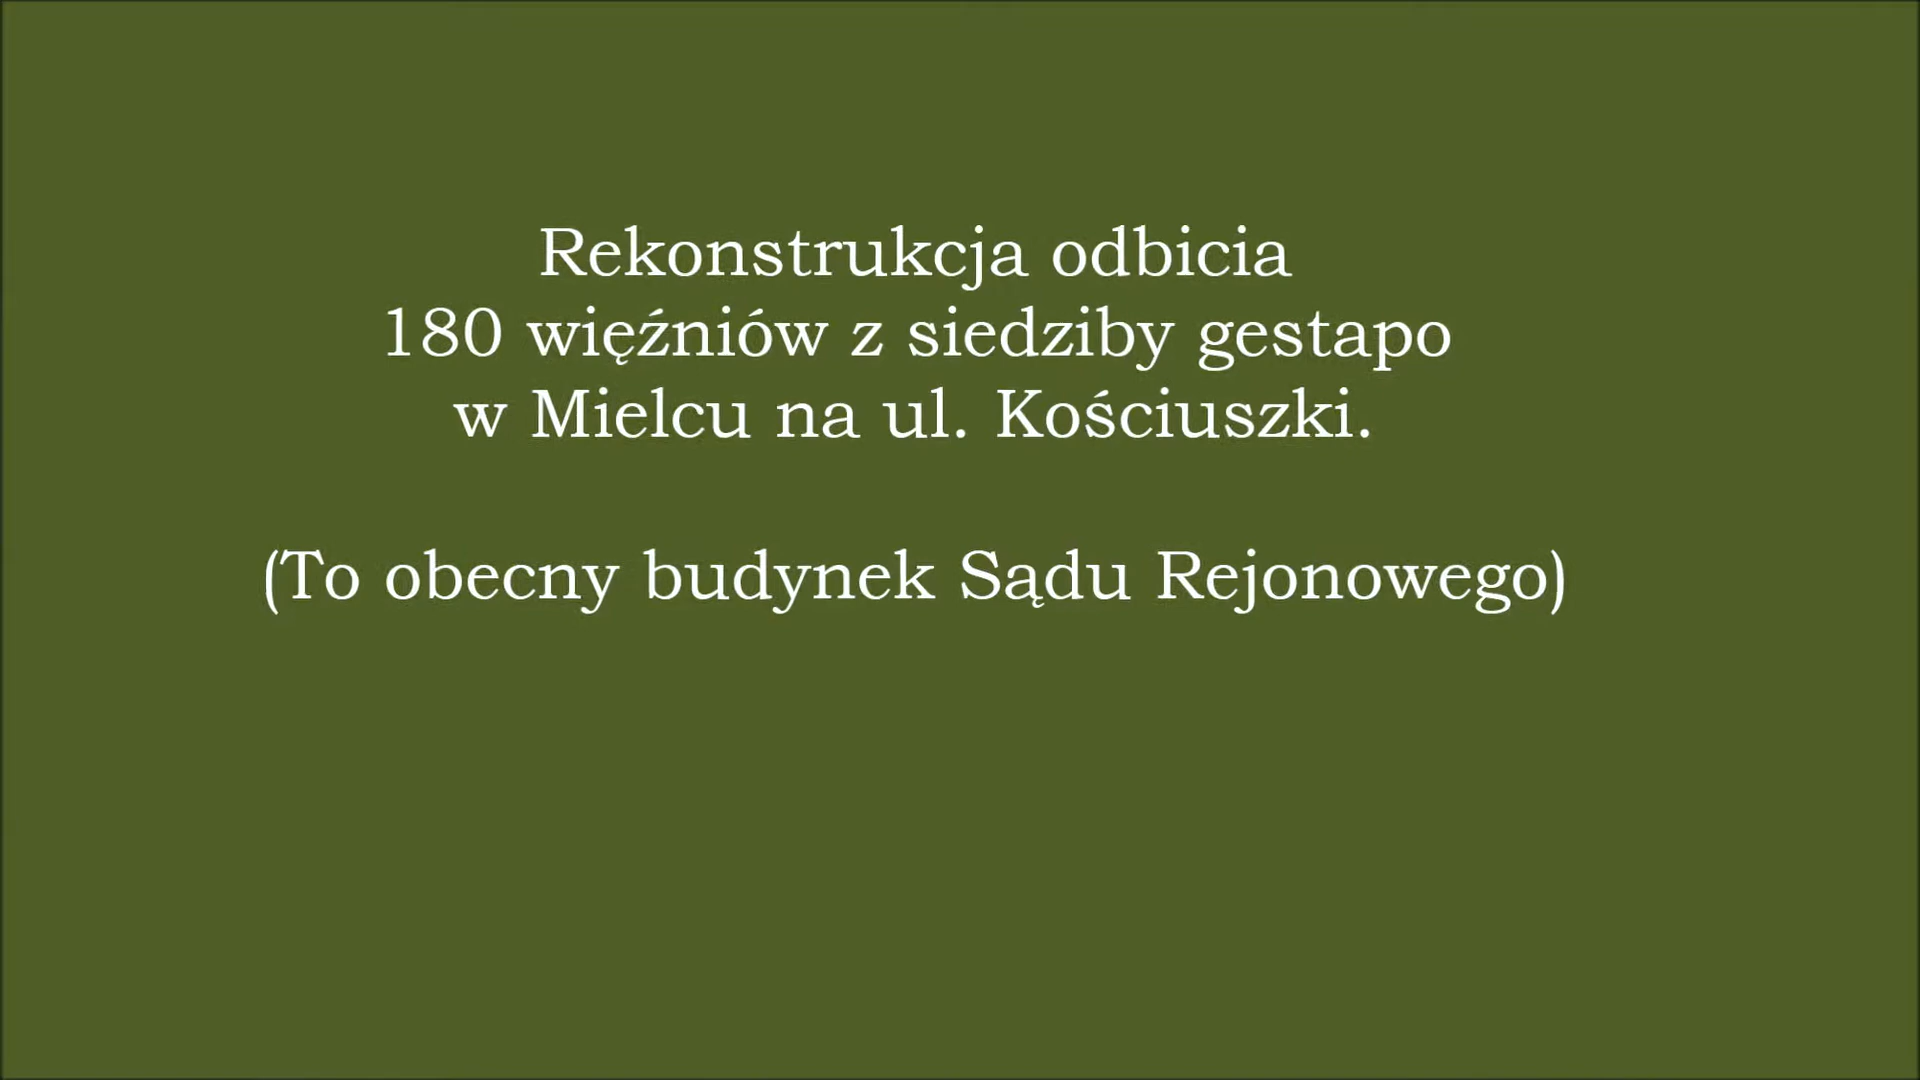 Rekonstrukcja odbicia
180 więźniów z siedziby gestapo
w Mielcu na ul. Kościuszki.
(To obecny budynek Sądu Rejonowego)